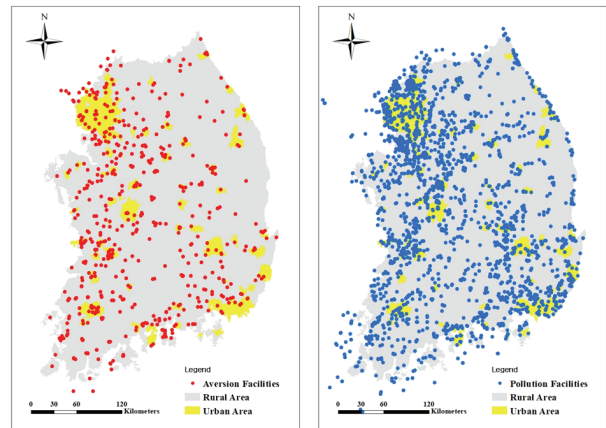 N
Legend
Aversion Facilities
Rural Area
Urban Area
0 30 60 120
Kilometers
N
Legend
Pollution Facilities
Rural Area
Urban Area
0 30 60 120
Kilometers